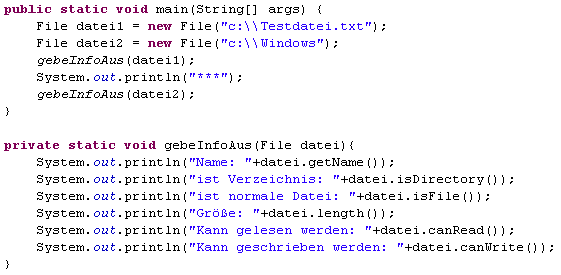 public static void main(String[] args) {
    File datei1 = new File("c:\\Testdatei.txt");
    File datei2 = new File("c:\\Windows");
    gebeInfoAus(datei1);
    System.out.println("***");
    gebeInfoAus(datei2);
}

private static void gebeInfoAus(File datei){
    System.out.println("Name: "+datei.getName());
    System.out.println("ist Verzeichnis: "+datei.isDirectory());
    System.out.println("ist normale Datei: "+datei.isFile());
    System.out.println("Größe: "+datei.length());
    System.out.println("Kann gelesen werden: "+datei.canRead());
    System.out.println("Kann geschrieben werden: "+datei.canWrite());
}